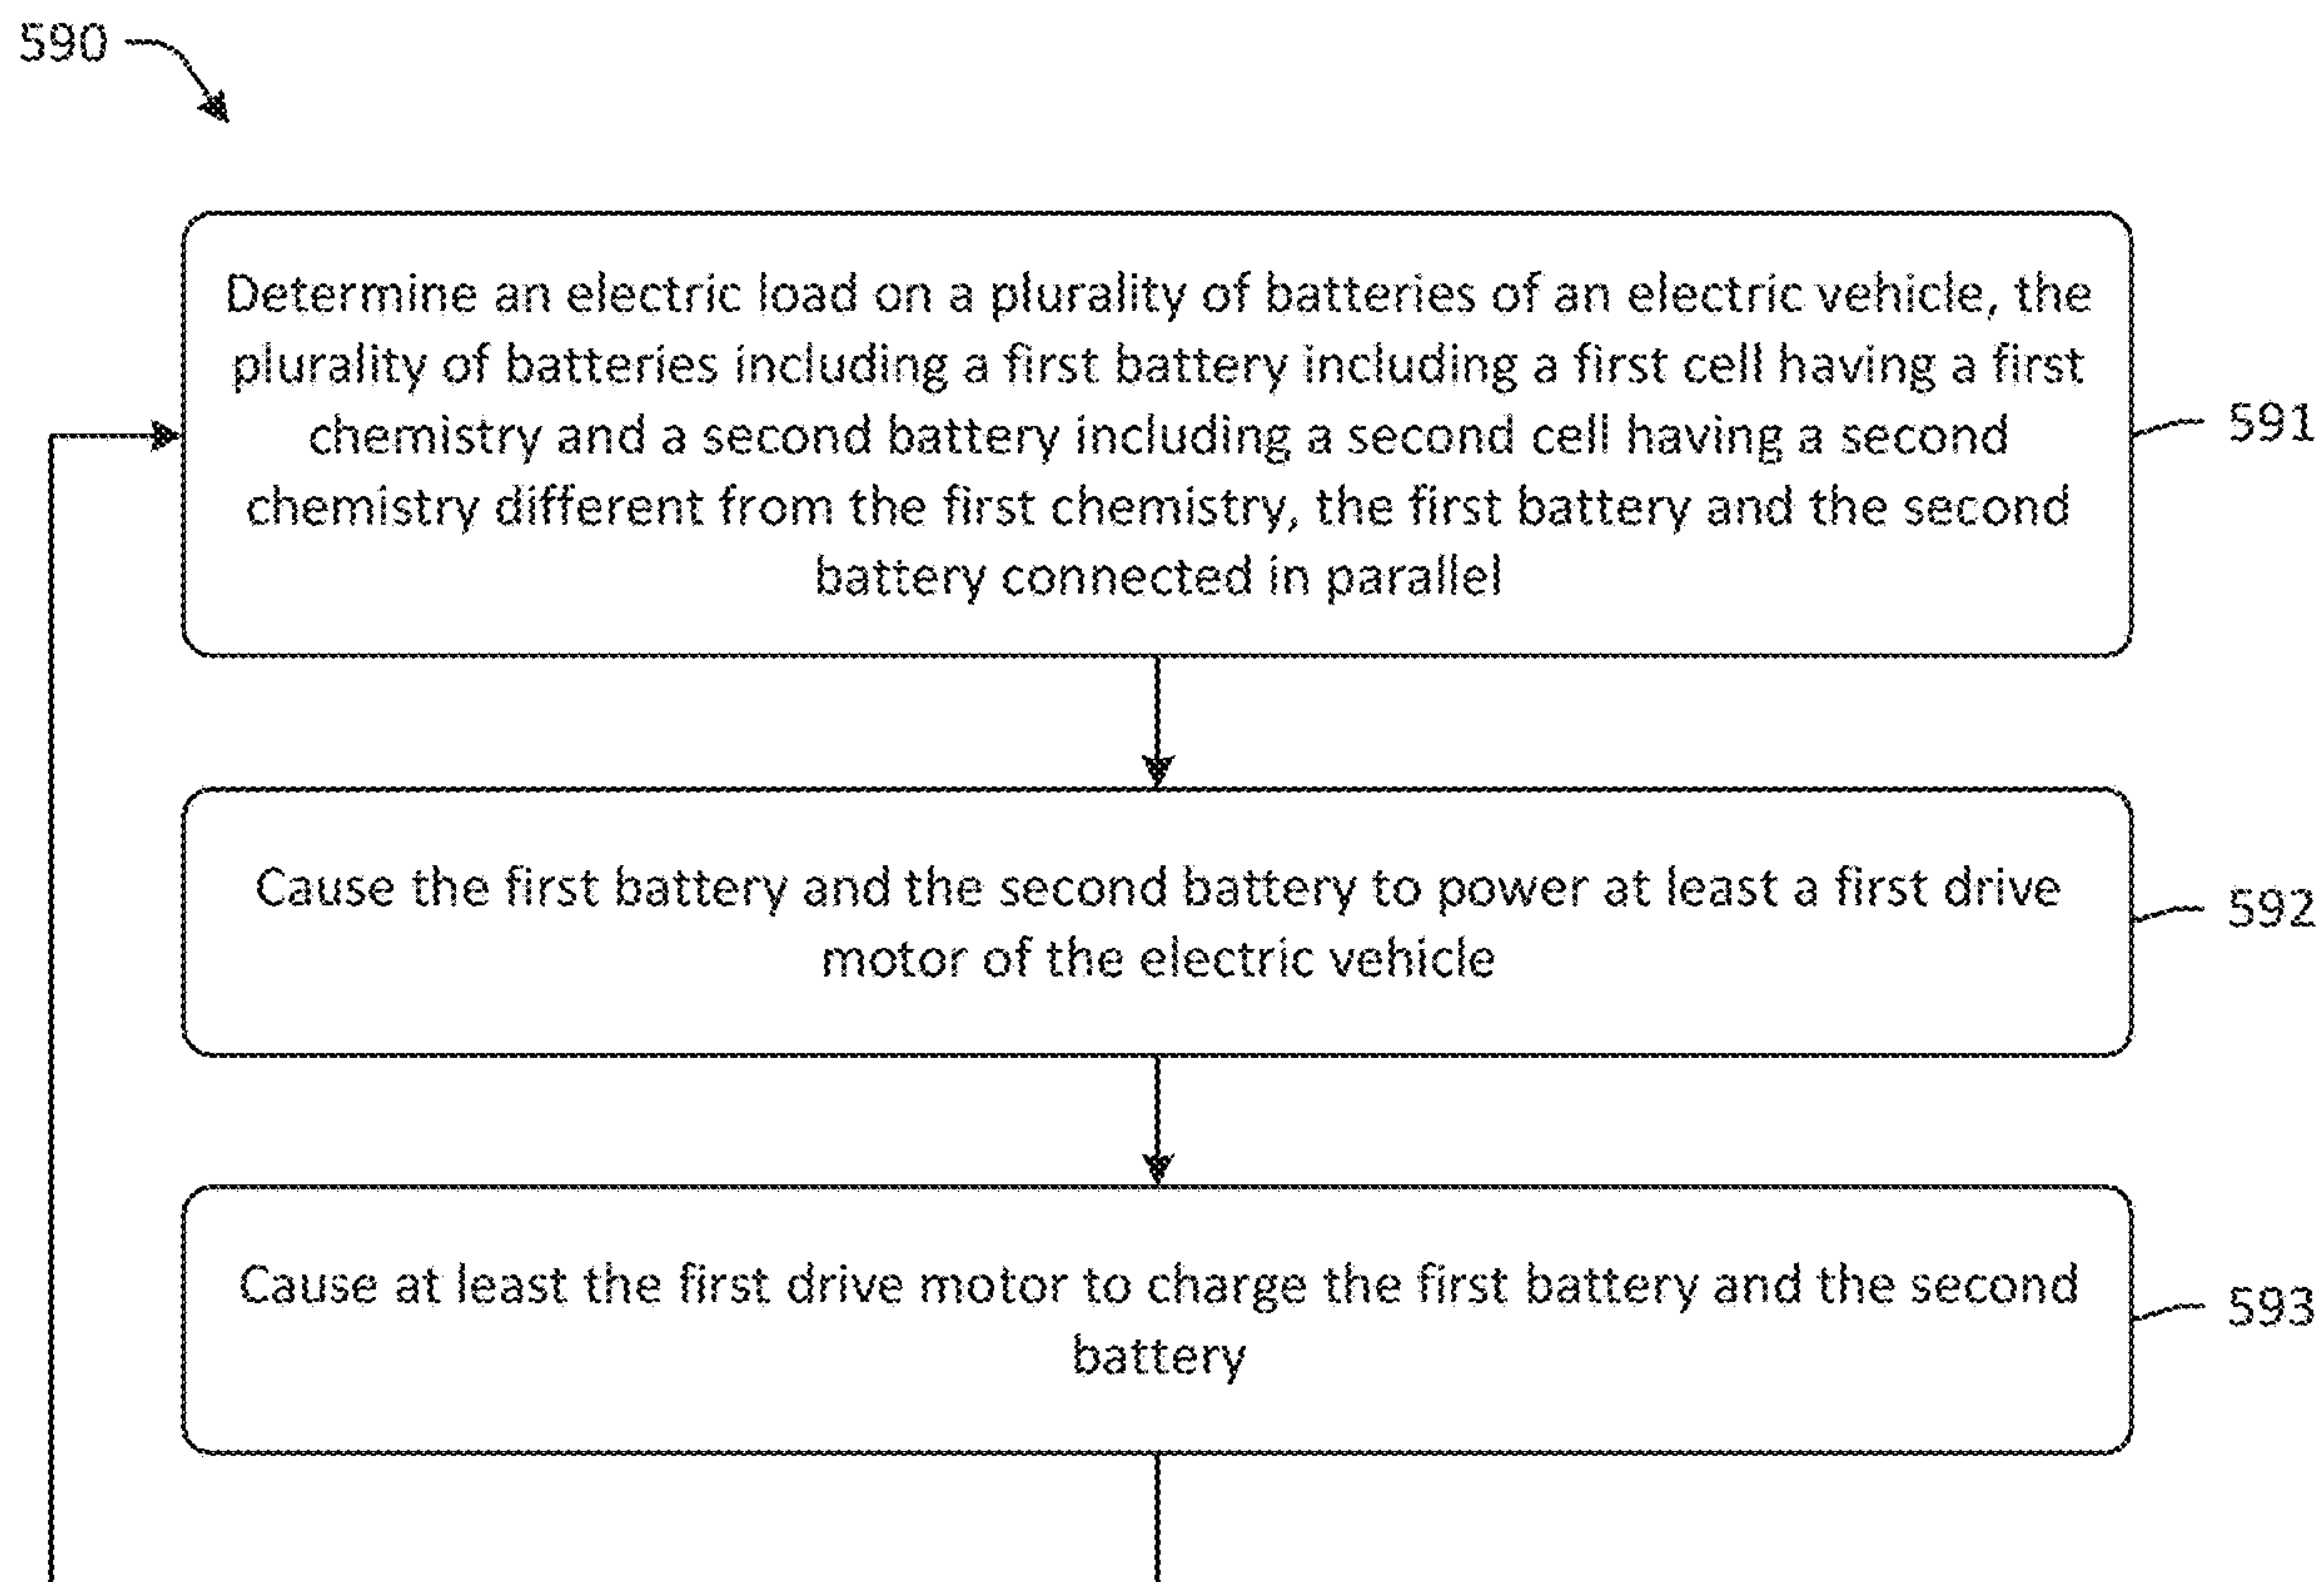 590
Determine an electric load on a plurality of batteries of an electric vehicle, the
plurality of batteries including a first battery including a first cell having a first
chemistry and a second battery including a second cell having a second
chemistry different from the first chemistry, the first battery and the second
battery connected in parallel
591
Cause the first battery and the second battery to power at least a first drive
motor of the electric vehicle
592
Cause at least the first drive motor to charge the first battery and the second
battery
593